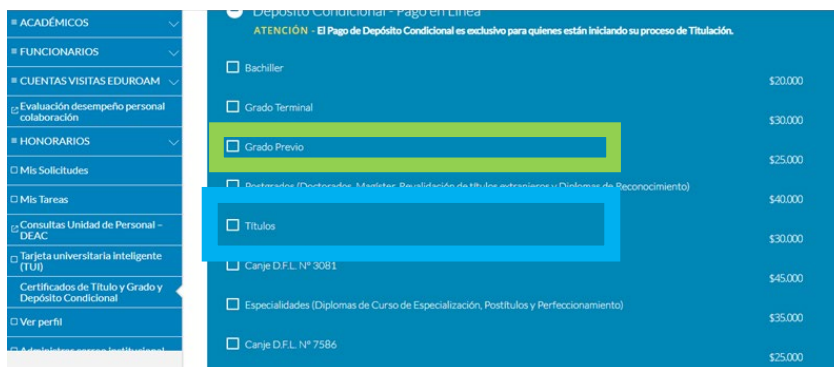 ≡ ACADÉMICOS
≡ FUNCIONARIOS
≡ CUENTAS VISITAS EDUROAM
Evaluación desempeño personal
colaboración
≡ HONORARIOS
Mis Solicitudes
Mis Tareas
Consultas Unidad de Personal –
DEAC
Tarjeta universitaria inteligente
(TUI)
Certificados de Título y Grado y
Depósito Condicional
Ver perfil
Administrar correo institucional
Depósito Condicional - Pago en Línea
ATENCIÓN - El Pago de Depósito Condicional es exclusivo para quienes están iniciando su proceso de Titulación.
Bachiller
$20.000
Grado Terminal
$30.000
Grado Previo
$25.000
Postgrados (Doctorados, Magíster, Revalidación de títulos extranjeros y Diplomas de Reconocimiento)
$40.000
Títulos
$30.000
Canje D.F.L. Nº 3081
$45.000
Especialidades (Diplomas de Curso de Especialización, Postítulos y Perfeccionamiento)
$35.000
Canje D.F.L. Nº 7586
$25.000